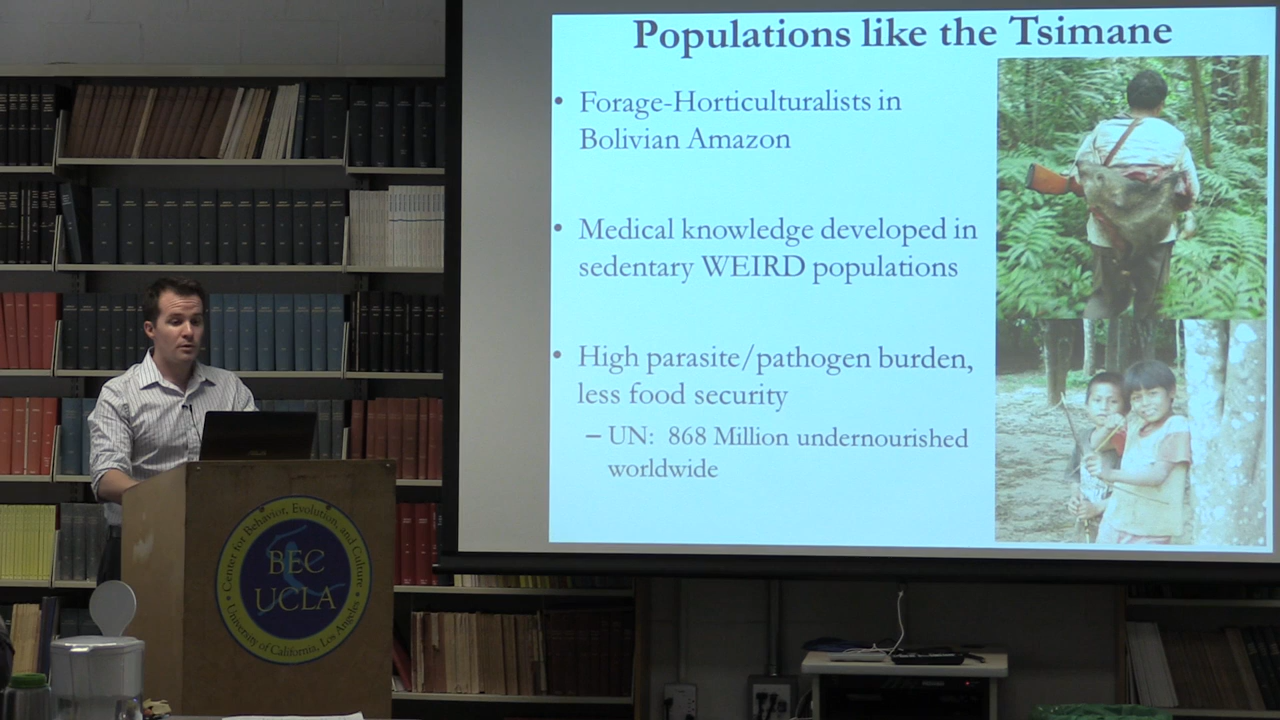 Populations like the Tsimane
• Forage-Horticulturalists in
Bolivian Amazon
• Medical knowledge developed in
sedentary WEIRD populations
• High parasite/pathogen burden,
less food security
– UN: 868 Million undernourished
worldwide
Center for Behavior, Evolution, and Culture
BEC
UCLA
University of California, Los Angeles